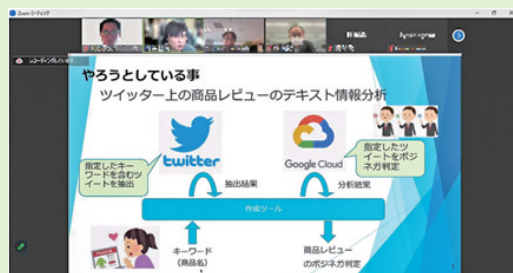 Zoom ミーティング
やろうとしている事
ツイッター上の商品レビューのテキスト情報分析
twitter
指定したキー
ワードを含むツ
イートを抽出
Google Cloud
指定したツ
イートをポジ
ネガ判定
抽出結果
分析結果
作成ツール
キーワード
（商品名）
商品レビュー
のポジネガ判定